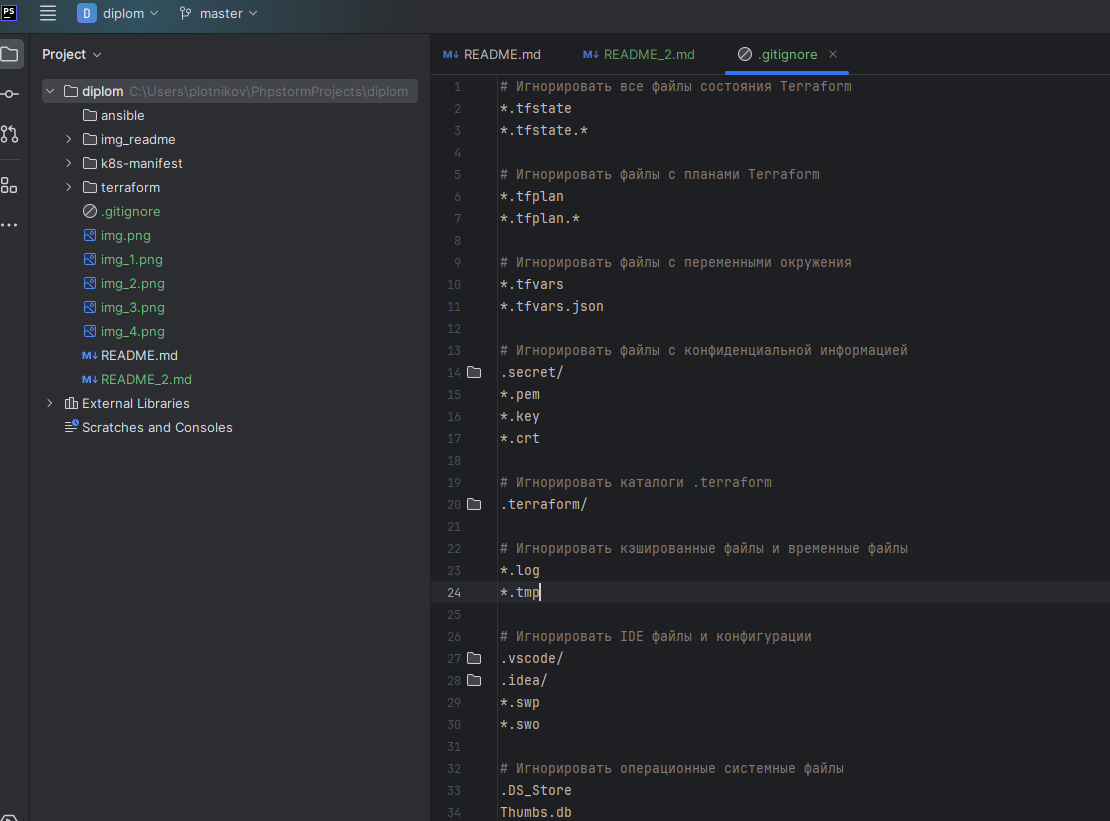 PS
D diplom master
Project
diplom C:\Users\plotnikov\PhpstormProjects\diplom
ansible
img_readme
k8s-manifest
terraform
.gitignore
img.png
img_1.png
img_2.png
img_3.png
img_4.png
M↓ README.md
M↓ README_2.md
External Libraries
Scratches and Consoles
M↓ README.md M↓ README_2.md .gitignore
1 # Игнорировать все файлы состояния Terraform
2 *.tfstate
3 *.tfstate.*
4
5 # Игнорировать файлы с планами Terraform
6 *.tfplan
7 *.tfplan.*
8
9 # Игнорировать файлы с переменными окружения
10 *.tfvars
11 *.tfvars.json
12
13 # Игнорировать файлы с конфиденциальной информацией
14 .secret/
15 *.pem
16 *.key
17 *.crt
18
19 # Игнорировать каталоги .terraform
20 .terraform/
21
22 # Игнорировать кэшированные файлы и временные файлы
23 *.log
24 *.tmp
25
26 # Игнорировать IDE файлы и конфигурации
27 .vscode/
28 .idea/
29 *.swp
30 *.swo
31
32 # Игнорировать операционные системные файлы
33 .DS_Store
34 Thumbs.db